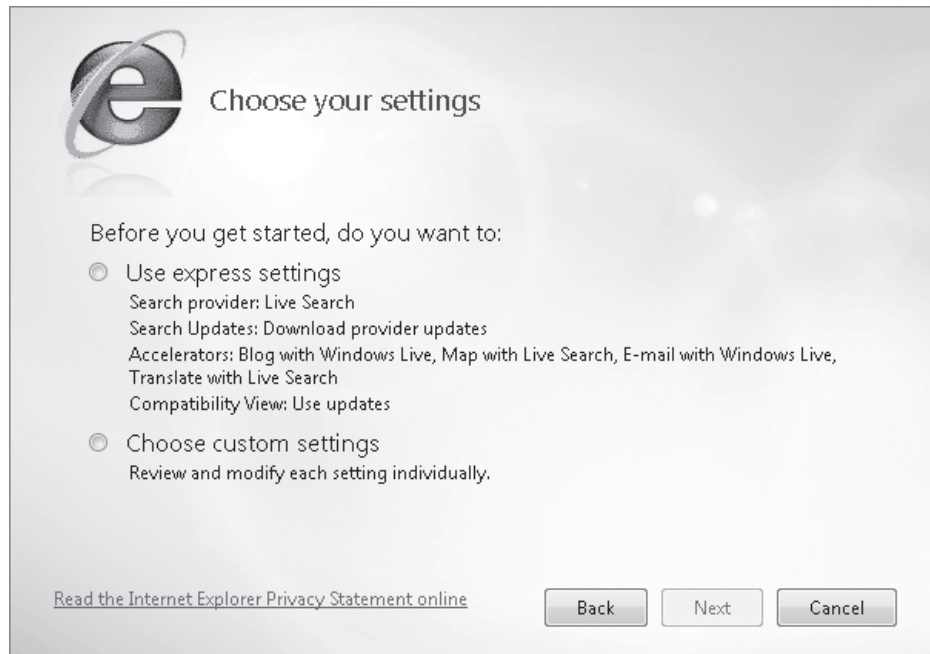 Choose your settings
Before you get started, do you want to:
Use express settings
Search provider: Live Search
Search Updates: Download provider updates
Accelerators: Blog with Windows Live, Map with Live Search, E-mail with Windows Live,
Translate with Live Search
Compatibility View: Use updates
Choose custom settings
Review and modify each setting individually.
Read the Internet Explorer Privacy Statement online
Back Next Cancel